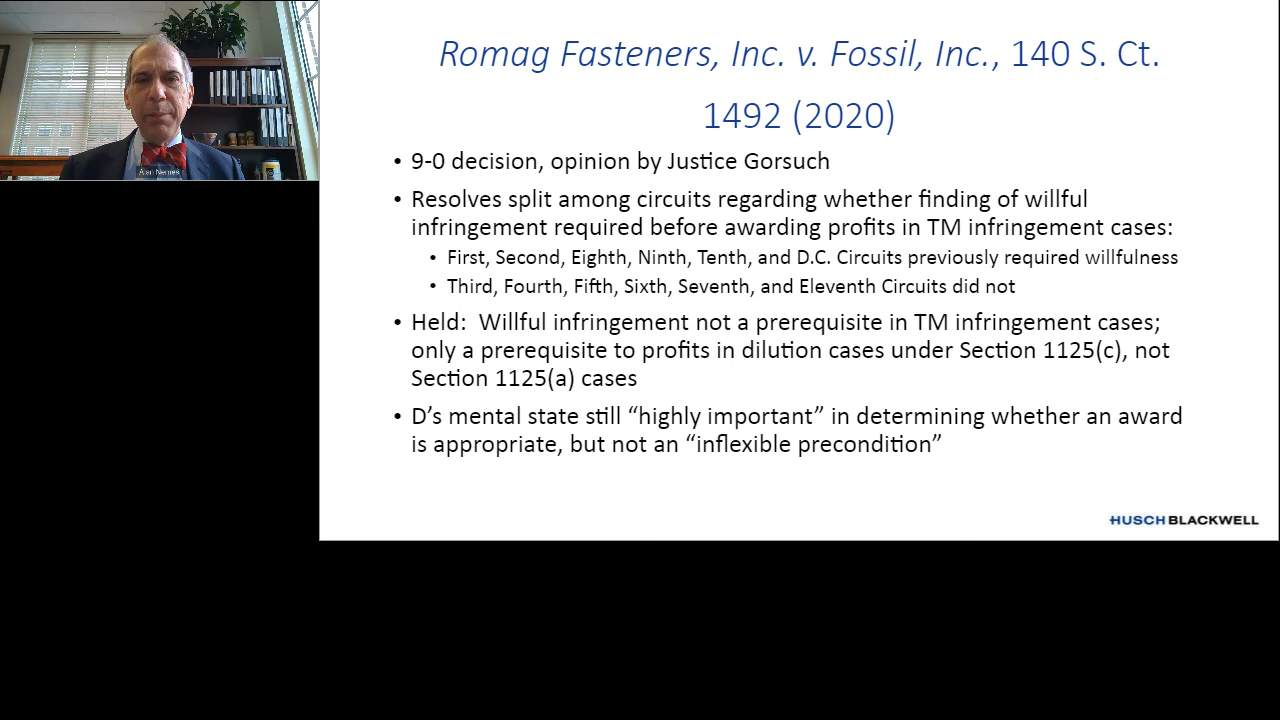 Alan Nemes
Romag Fasteners, Inc. v. Fossil, Inc., 140 S. Ct.
1492 (2020)
• 9-0 decision, opinion by Justice Gorsuch
• Resolves split among circuits regarding whether finding of willful
infringement required before awarding profits in TM infringement cases:
• First, Second, Eighth, Ninth, Tenth, and D.C. Circuits previously required willfulness
• Third, Fourth, Fifth, Sixth, Seventh, and Eleventh Circuits did not
• Held:  Willful infringement not a prerequisite in TM infringement cases;
only a prerequisite to profits in dilution cases under Section 1125(c), not
Section 1125(a) cases
• D’s mental state still “highly important” in determining whether an award
is appropriate, but not an “inflexible precondition”
HUSCH BLACKWELL